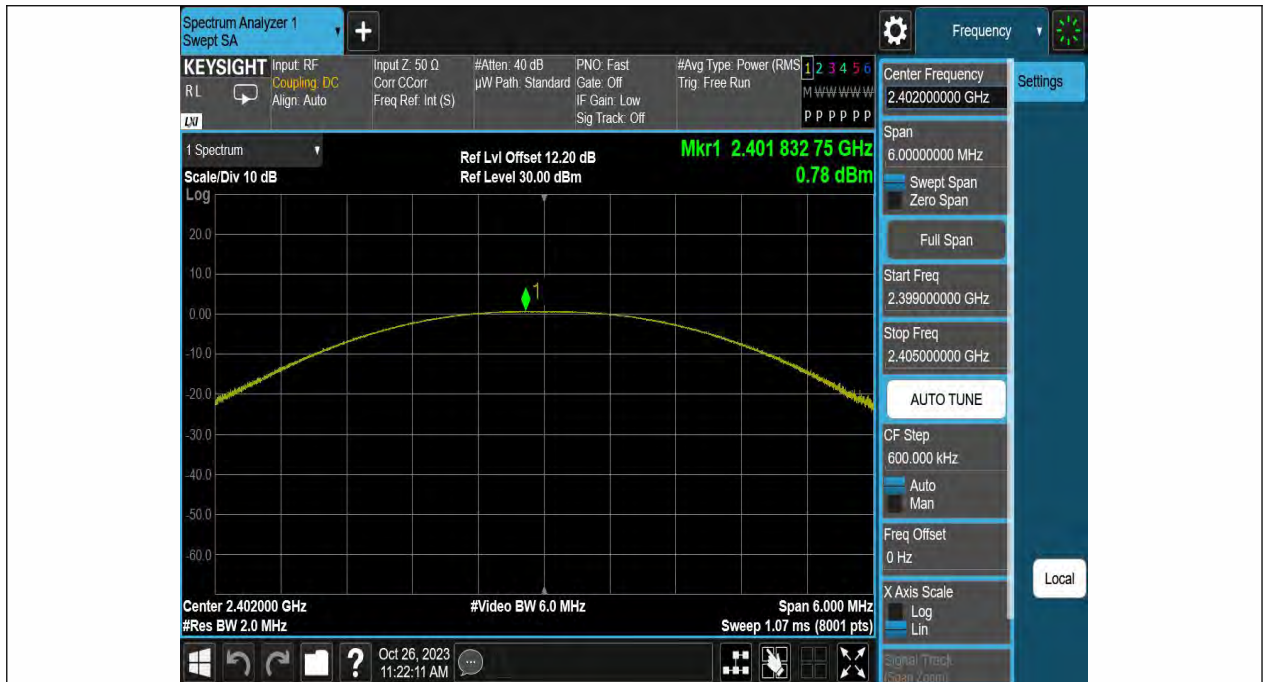 Spectrum Analyzer 1
Swept SA
+
Frequency
KEYSIGHT
RL
LXI
Input: RF
Coupling: DC
Align: Auto
Input Z: 50 Ω
Corr CCorr
Freq Ref: Int (S)
#Atten: 40 dB
µW Path: Standard
PNO: Fast
Gate: Off
IF Gain: Low
Sig Track: Off
#Avg Type: Power (RMS
Trig: Free Run
1 2 3 4 5 6
M W W W W W
P P P P P P
Center Frequency
2.402000000 GHz
Settings
Span
6.00000000 MHz
Swept Span
Zero Span
Full Span
Start Freq
2.399000000 GHz
Stop Freq
2.405000000 GHz
AUTO TUNE
CF Step
600.000 kHz
Auto
Man
Freq Offset
0 Hz
X Axis Scale
Log
Lin
Signal Track
(Span Zoom)
Local
1 Spectrum
Scale/Div 10 dB
Log
Ref Lvl Offset 12.20 dB
Ref Level 30.00 dBm
Mkr1 2.401 832 75 GHz
0.78 dBm
20.0
10.0
1
0.00
-10.0
-20.0
-30.0
-40.0
-50.0
-60.0
Center 2.402000 GHz
#Res BW 2.0 MHz
#Video BW 6.0 MHz
Span 6.000 MHz
Sweep 1.07 ms (8001 pts)
?
Oct 26, 2023
11:22:11 AM